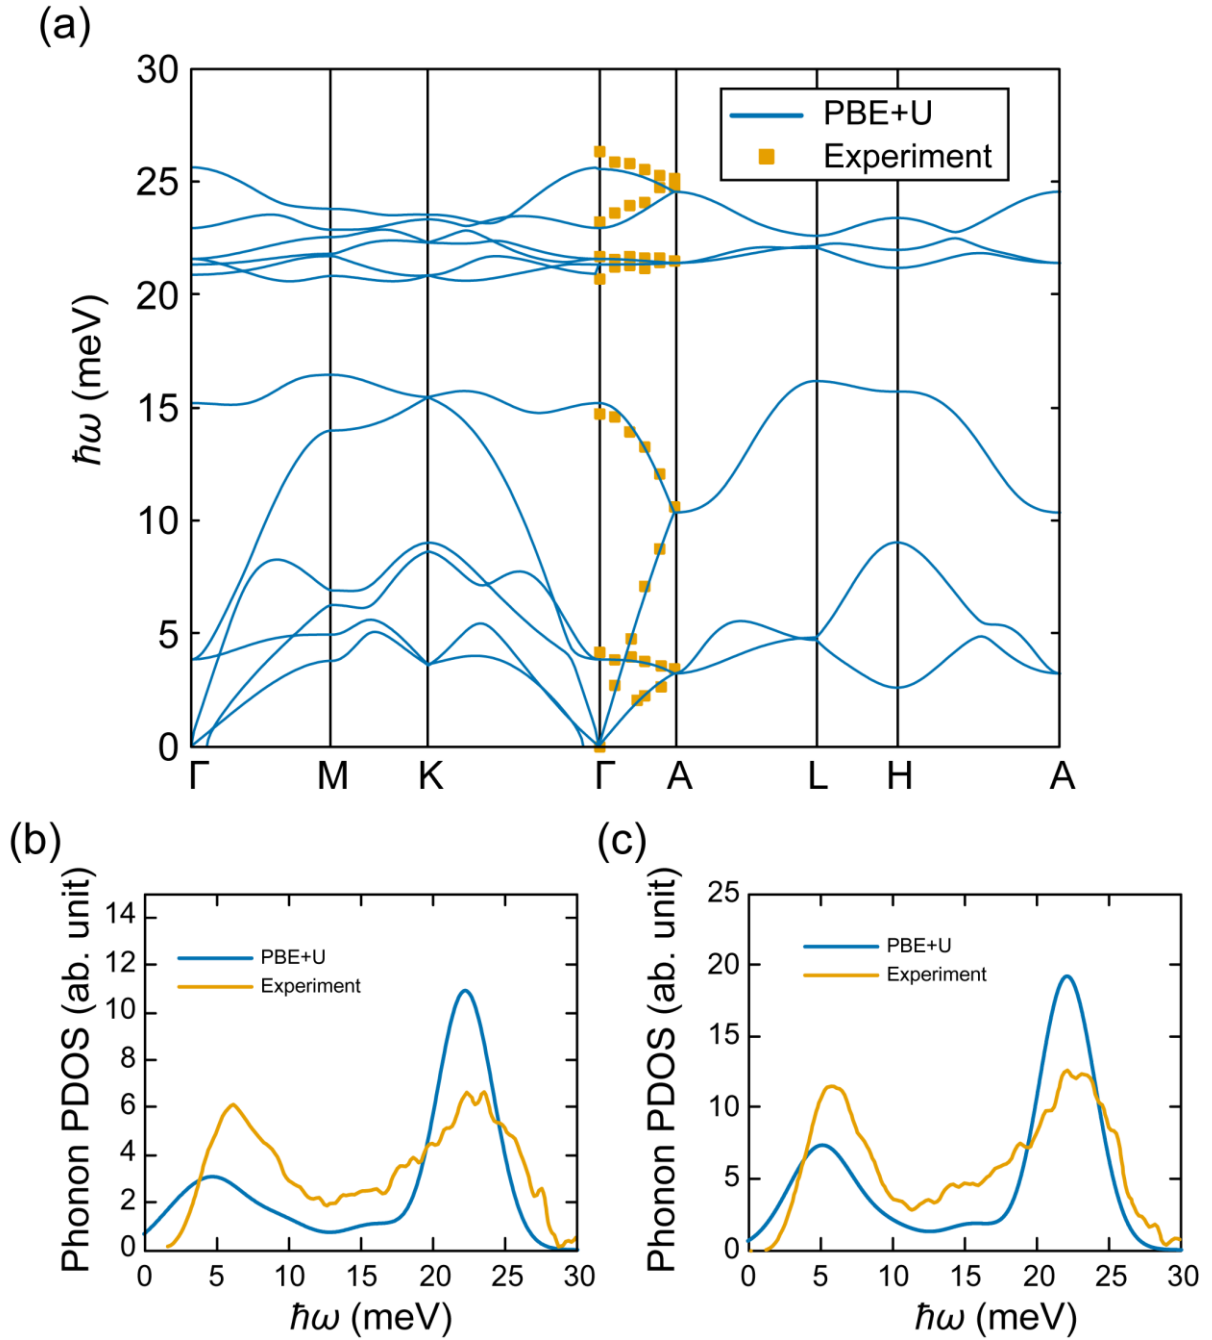 (a)
30
25
20
15
10
5
0
ħω (meV)
PBE+U
Experiment
Γ M K Γ A L H A
(b)
14
12
10
8
6
4
2
0
Phonon PDOS (ab. unit)
PBE+U
Experiment
0 5 10 15 20 25 30
ħω (meV)
(c)
25
20
15
10
5
0
Phonon PDOS (ab. unit)
PBE+U
Experiment
0 5 10 15 20 25 30
ħω (meV)